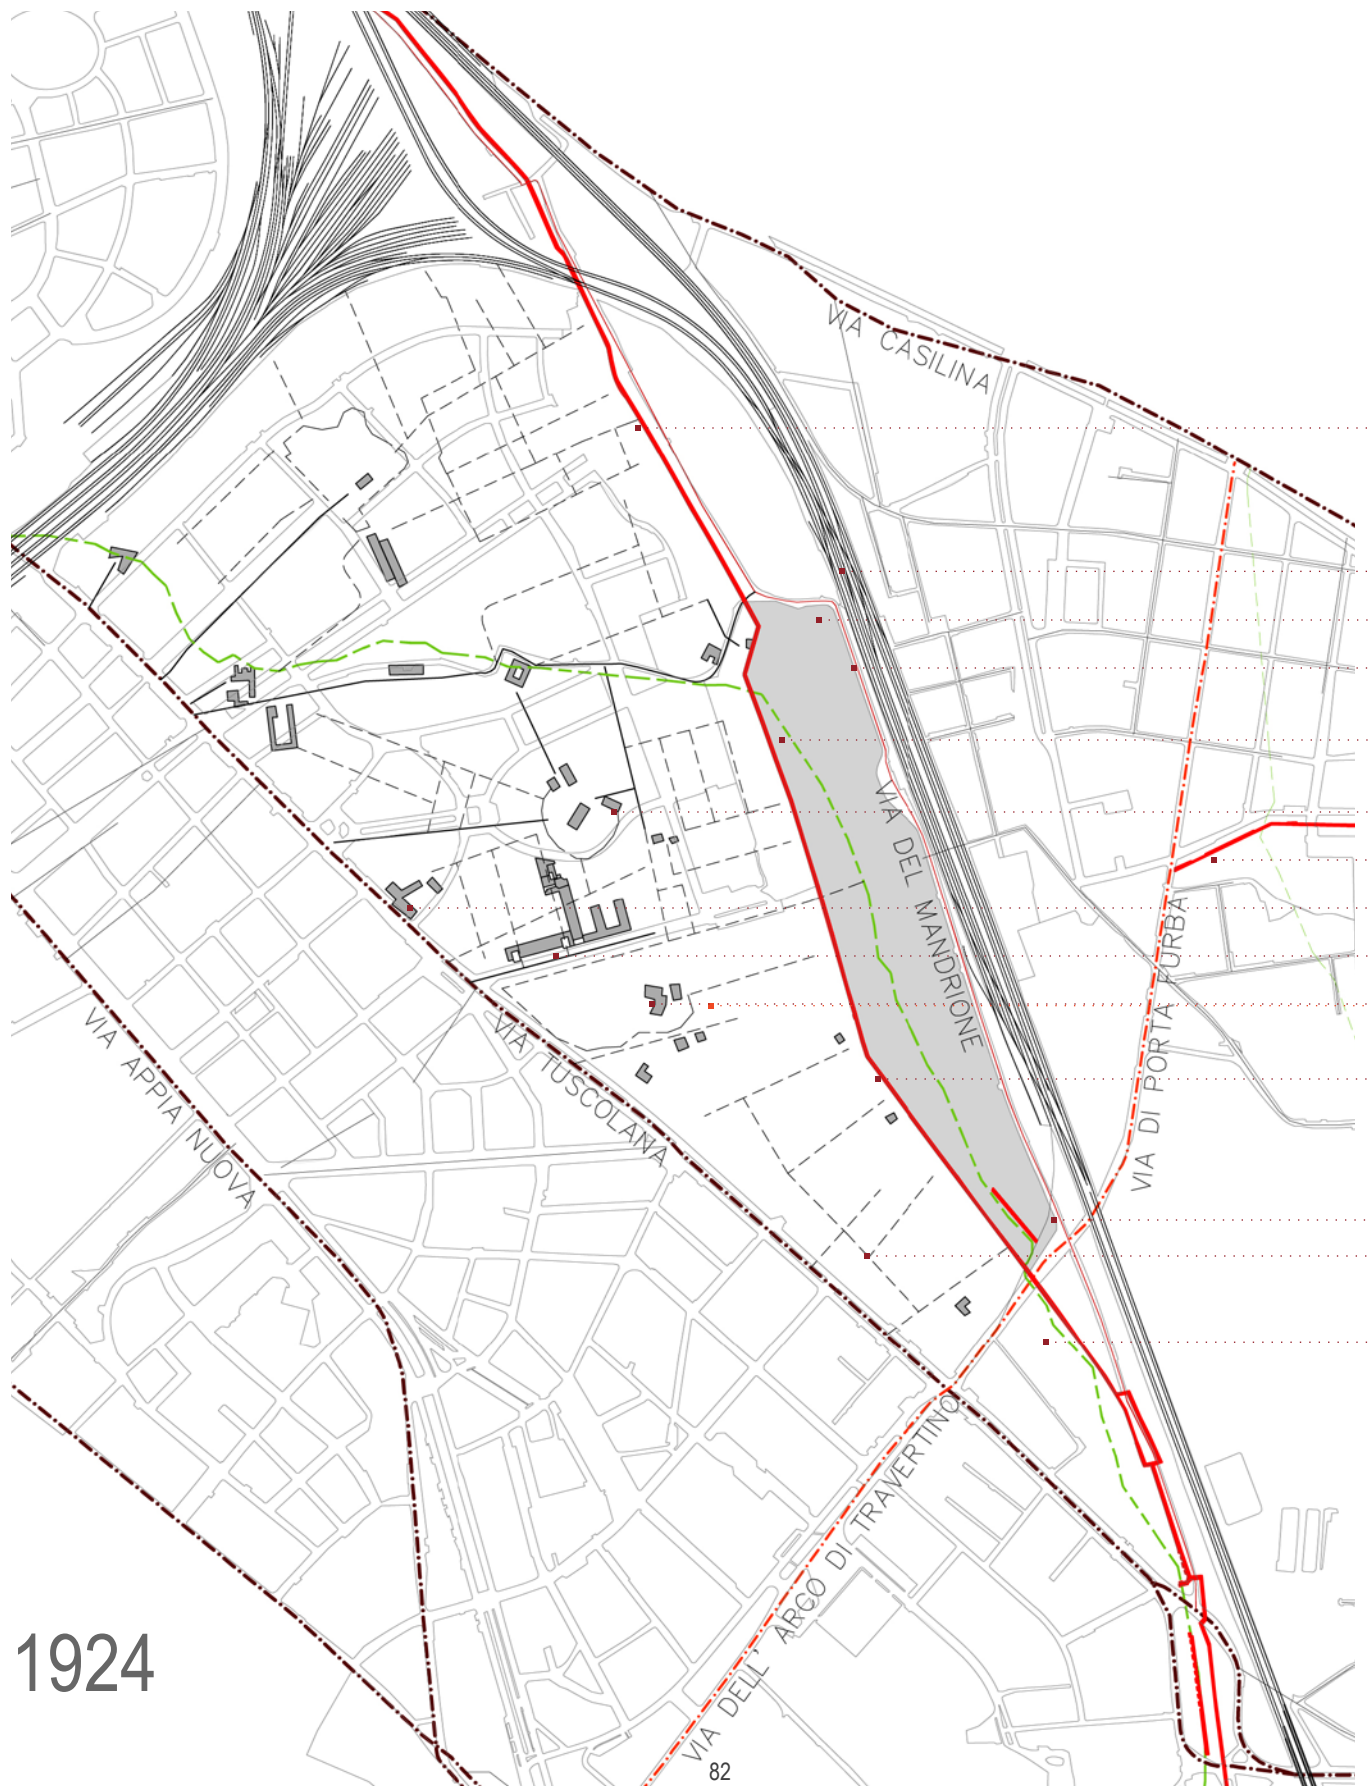 VIA CASILINA
VIA DEL MANDRIONE
VIA DI PORTA FURBA
VIA APPIA NUOVA
VIA TUSCOLANA
VIA DELL' ARCO DI TRAVERTINO
1924
82